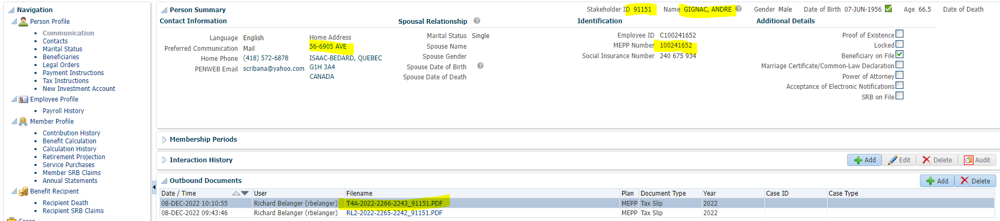 Navigation
Person Profile
Communication
Contacts
Marital Status
Beneficiaries
Legal Orders
Payment Instructions
Tax Instructions
New Investment Account
Employee Profile
Payroll History
Member Profile
Contribution History
Benefit Calculation
Calculation History
Retirement Projection
Service Purchases
Member SRB Claims
Annual Statements
Benefit Recipient
Recipient Death
Recipient SRB Claims
Cases
Person Summary Stakeholder ID 91151 Name GIGNAC, ANDRE Gender Male Date of Birth 07-JUN-1956 Age 66.5 Date of Death
Contact Information
Language English
Preferred Communication Mail
Home Phone (418) 572-6878
PENWEB Email scribana@yahoo.com
Home Address
56-6905 AVE
ISAAC-BEDARD, QUEBEC
G1H 3A4
CANADA
Spousal Relationship
Marital Status Single
Spouse Name
Spouse Gender
Spouse Date of Birth
Spouse Date of Death
Identification
Employee ID C100241652
MEPP Number 100241652
Social Insurance Number 240 675 934
Additional Details
Proof of Existence
Locked
Beneficiary on File
Marriage Certificate/Common-Law Declaration
Power of Attorney
Acceptance of Electronic Notifications
SRB on File
Membership Periods
Interaction History Add Edit Delete Audit
Outbound Documents Add Delete
Date / Time User Filename Plan Document Type Year Case ID Case Type
08-DEC-2022 10:10:55 Richard Belanger (rbelanger) T4A-2022-2266-2243_91151.PDF MEPP Tax Slip 2022
08-DEC-2022 09:43:46 Richard Belanger (rbelanger) RL2-2022-2265-2242_91151.PDF MEPP Tax Slip 2022